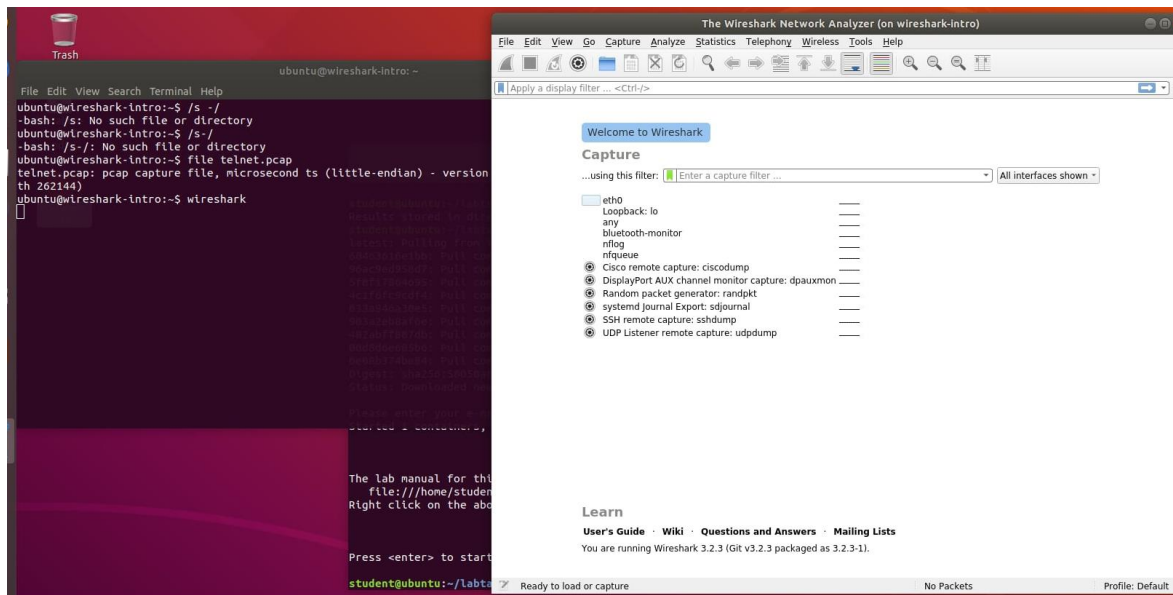 Trash
ubuntu@wireshark-intro: ~
File Edit View Search Terminal Help
ubuntu@wireshark-intro:~$ /s -/
-bash: /s: No such file or directory
ubuntu@wireshark-intro:~$ /s-/
-bash: /s-/: No such file or directory
ubuntu@wireshark-intro:~$ file telnet.pcap
telnet.pcap: pcap capture file, microsecond ts (little-endian) - version
th 262144)
ubuntu@wireshark-intro:~$ wireshark
Please enter your e-m
Started 1 containers,
The lab manual for thi
file:///home/studen
Right click on the abo
Press <enter> to start
student@ubuntu:~/labta
The Wireshark Network Analyzer (on wireshark-intro)
File Edit View Go Capture Analyze Statistics Telephony Wireless Tools Help
Apply a display filter ... <Ctrl-/>
Welcome to Wireshark
Capture
...using this filter: Enter a capture filter ... All interfaces shown
eth0
Loopback: lo
any
bluetooth-monitor
nflog
nfqueue
Cisco remote capture: ciscodump
DisplayPort AUX channel monitor capture: dpauxmon
Random packet generator: randpkt
systemd Journal Export: sdjournal
SSH remote capture: sshdump
UDP Listener remote capture: udpdump
Learn
User's Guide · Wiki · Questions and Answers · Mailing Lists
You are running Wireshark 3.2.3 (Git v3.2.3 packaged as 3.2.3-1).
Ready to load or capture No Packets Profile: Default